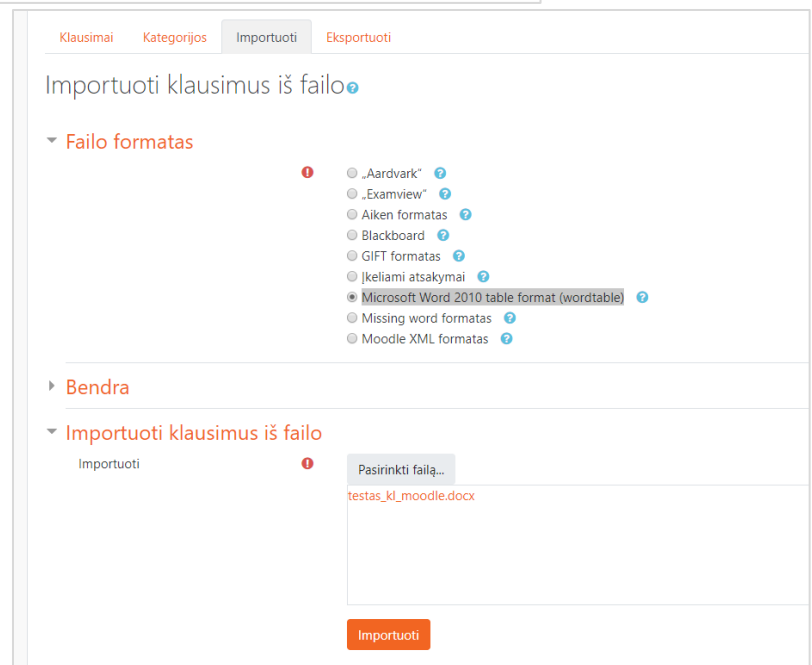 Klausimai Kategorijos Importuoti Eksportuoti
Importuoti klausimus iš failo
Failo formatas
„Aardvark“
„Examview“
Aiken formatas
Blackboard
GIFT formatas
Įkeliami atsakymai
Microsoft Word 2010 table format (wordtable)
Missing word formatas
Moodle XML formatas
Bendra
Importuoti klausimus iš failo
Importuoti
Pasirinkti failą...
testas_kl_moodle.docx
Importuoti